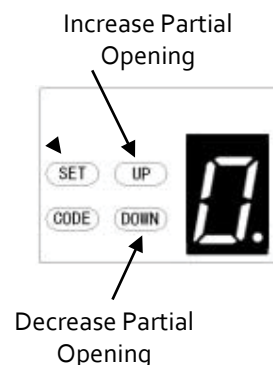 Increase Partial
Opening
SET UP
CODE DOWN
0.
Decrease Partial
Opening